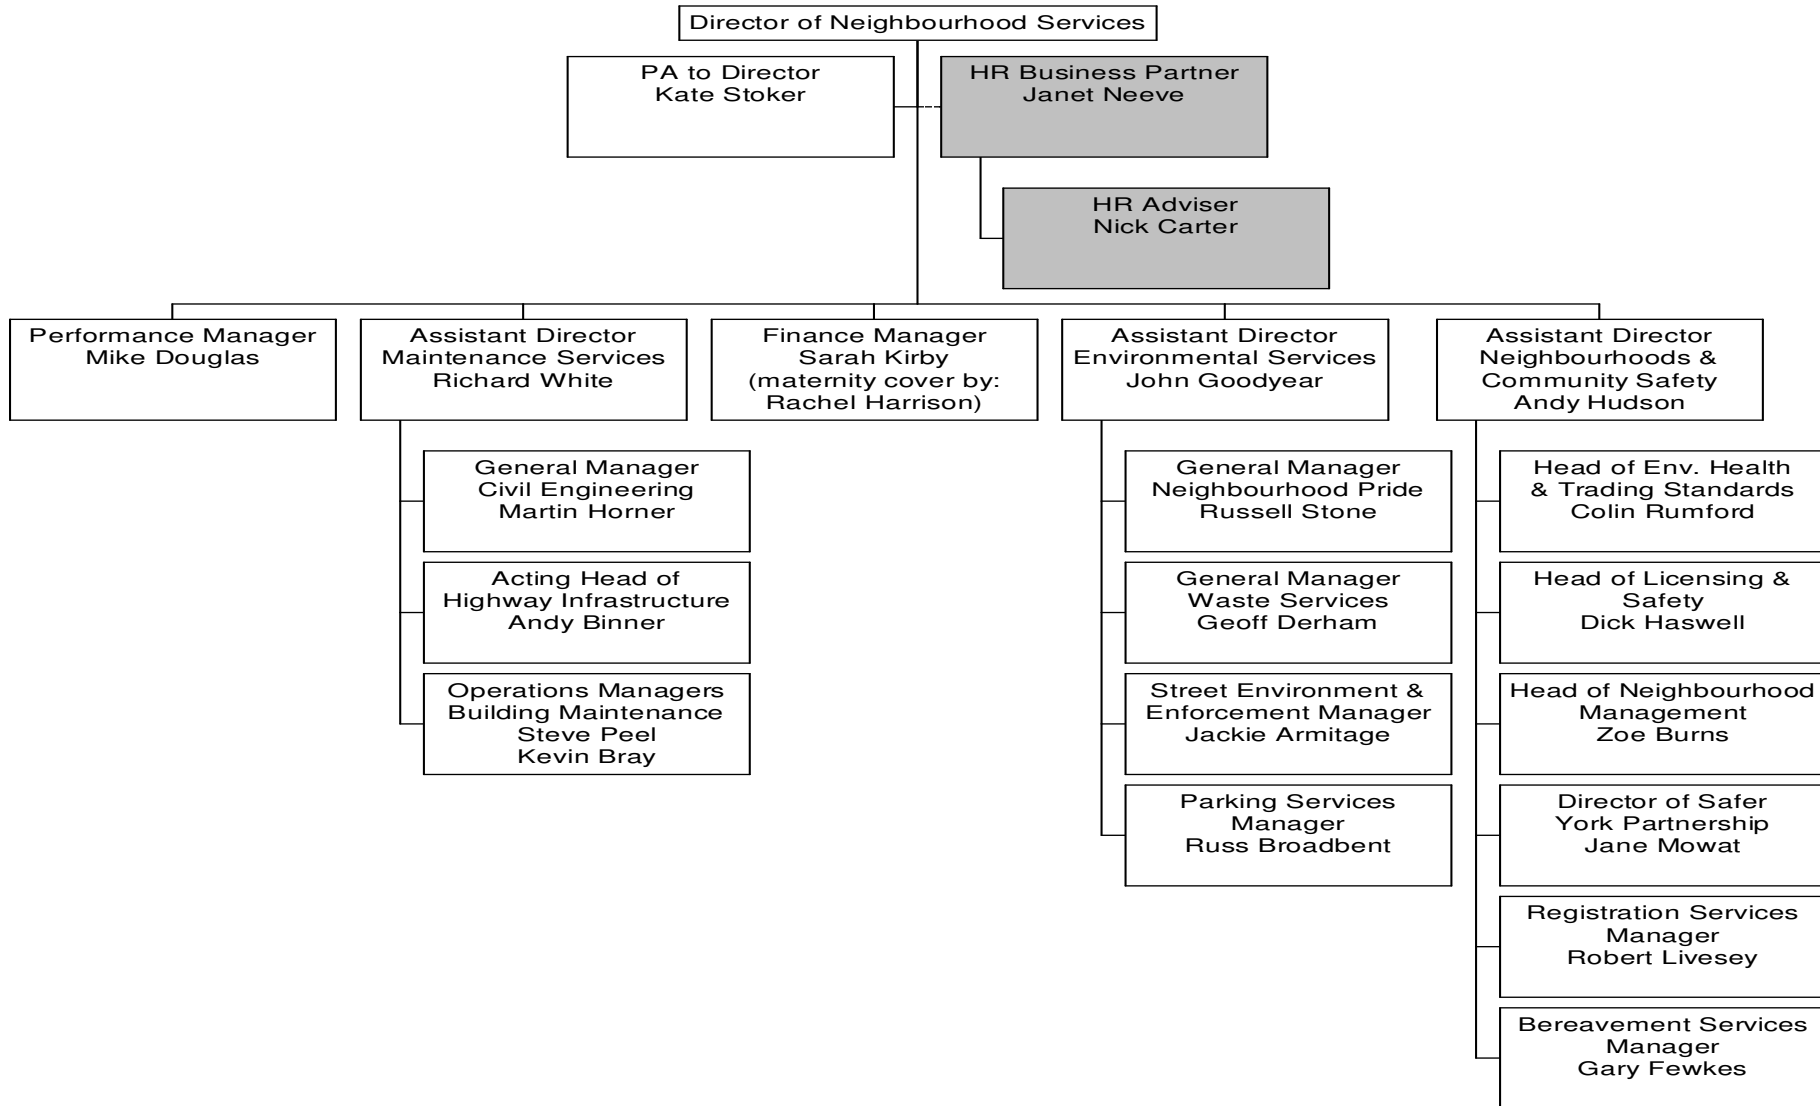 Director of Neighbourhood Services
PA to Director
Kate Stoker
HR Business Partner
Janet Neeve
HR Adviser
Nick Carter
Performance Manager
Mike Douglas
Assistant Director
Maintenance Services
Richard White
Finance Manager
Sarah Kirby
(maternity cover by:
Rachel Harrison)
Assistant Director
Environmental Services
John Goodyear
Assistant Director
Neighbourhoods &
Community Safety
Andy Hudson
General Manager
Civil Engineering
Martin Horner
Acting Head of
Highway Infrastructure
Andy Binner
Operations Managers
Building Maintenance
Steve Peel
Kevin Bray
General Manager
Neighbourhood Pride
Russell Stone
General Manager
Waste Services
Geoff Derham
Street Environment &
Enforcement Manager
Jackie Armitage
Parking Services
Manager
Russ Broadbent
Head of Env. Health
& Trading Standards
Colin Rumford
Head of Licensing &
Safety
Dick Haswell
Head of Neighbourhood
Management
Zoe Burns
Director of Safer
York Partnership
Jane Mowat
Registration Services
Manager
Robert Livesey
Bereavement Services
Manager
Gary Fewkes